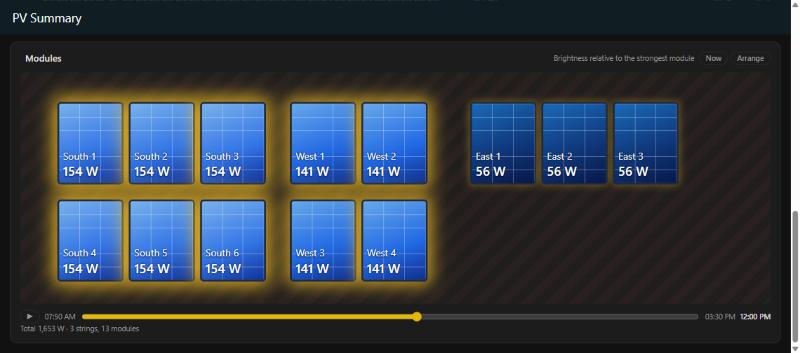 PV Summary
Modules
Brightness relative to the strongest module
Now
Arrange
South 1
154 W
South 2
154 W
South 3
154 W
West 1
141 W
West 2
141 W
East 1
56 W
East 2
56 W
East 3
56 W
South 4
154 W
South 5
154 W
South 6
154 W
West 3
141 W
West 4
141 W
07:50 AM
03:30 PM
12:00 PM
Total 1,653 W - 3 strings, 13 modules